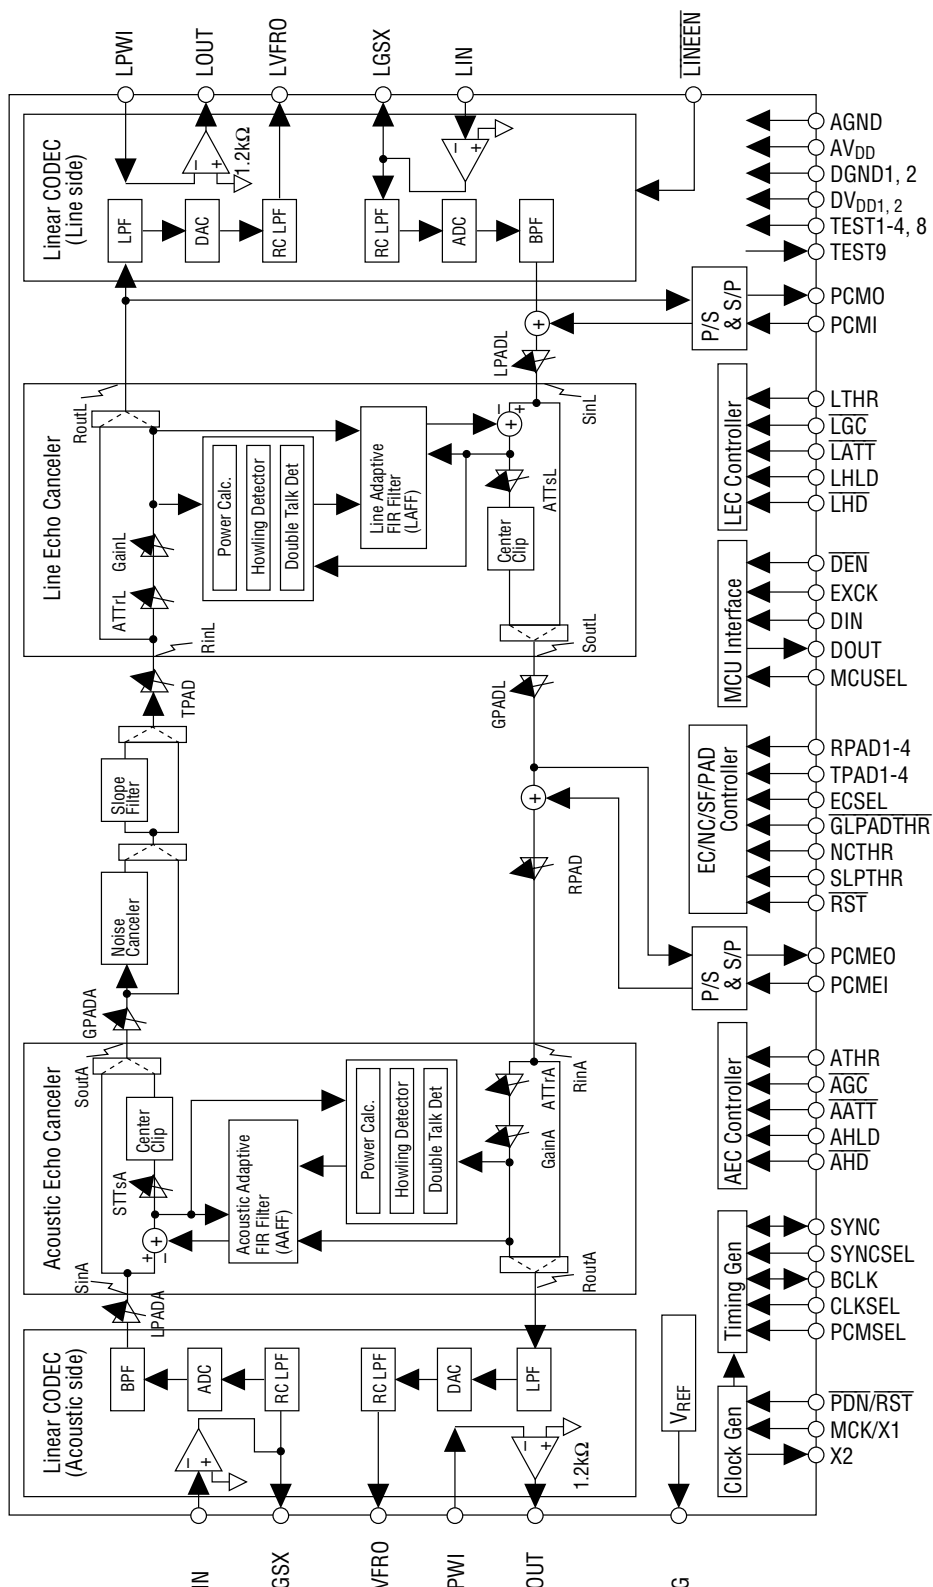 LPWI
LOUT
LVFRO
LGSX
LIN
LINEEN
Linear CODEC
(Line side)
1.2kΩ
LPF
DAC
RC LPF
RC LPF
ADC
BPF
AGND
AVDD
DGND1, 2
DVDD1, 2
TEST1-4, 8
TEST9
P/S
& S/P
PCMO
PCMI
LPADL
Line Echo Canceler
RoutL
SinL
GainL
ATTrL
RinL
Power Calc.
Howling Detector
Double Talk Det
Line Adaptive
FIR Filter
(LAFF)
ATTsL
Center
Clip
SoutL
LEC Controller
LTHR
LGC
LATT
LHLD
LHD
MCU Interface
DEN
EXCK
DIN
DOUT
MCUSEL
TPAD
GPADL
Slope
Filter
Noise
Canceler
GPADA
RPAD
EC/NC/SF/PAD
Controller
RPAD1-4
TPAD1-4
ECSEL
GLPADTHR
NCTHR
SLPTHR
RST
P/S
& S/P
PCMEO
PCMEI
Acoustic Echo Canceler
SoutA
RinA
Center
Clip
STTsA
Acoustic Adaptive
FIR Filter
(AAFF)
Power Calc.
Howling Detector
Double Talk Det
ATTrA
GainA
SinA
RoutA
LPADA
AEC Controller
ATHR
AGC
AATT
AHLD
AHD
Timing Gen
SYNC
SYNCSEL
BCLK
CLKSEL
PCMSEL
Linear CODEC
(Acoustic side)
BPF
ADC
RC LPF
RC LPF
DAC
LPF
1.2kΩ
VREF
Clock Gen
PDN/RST
MCK/X1
X2
IN
GSX
VFRO
PWI
OUT
G